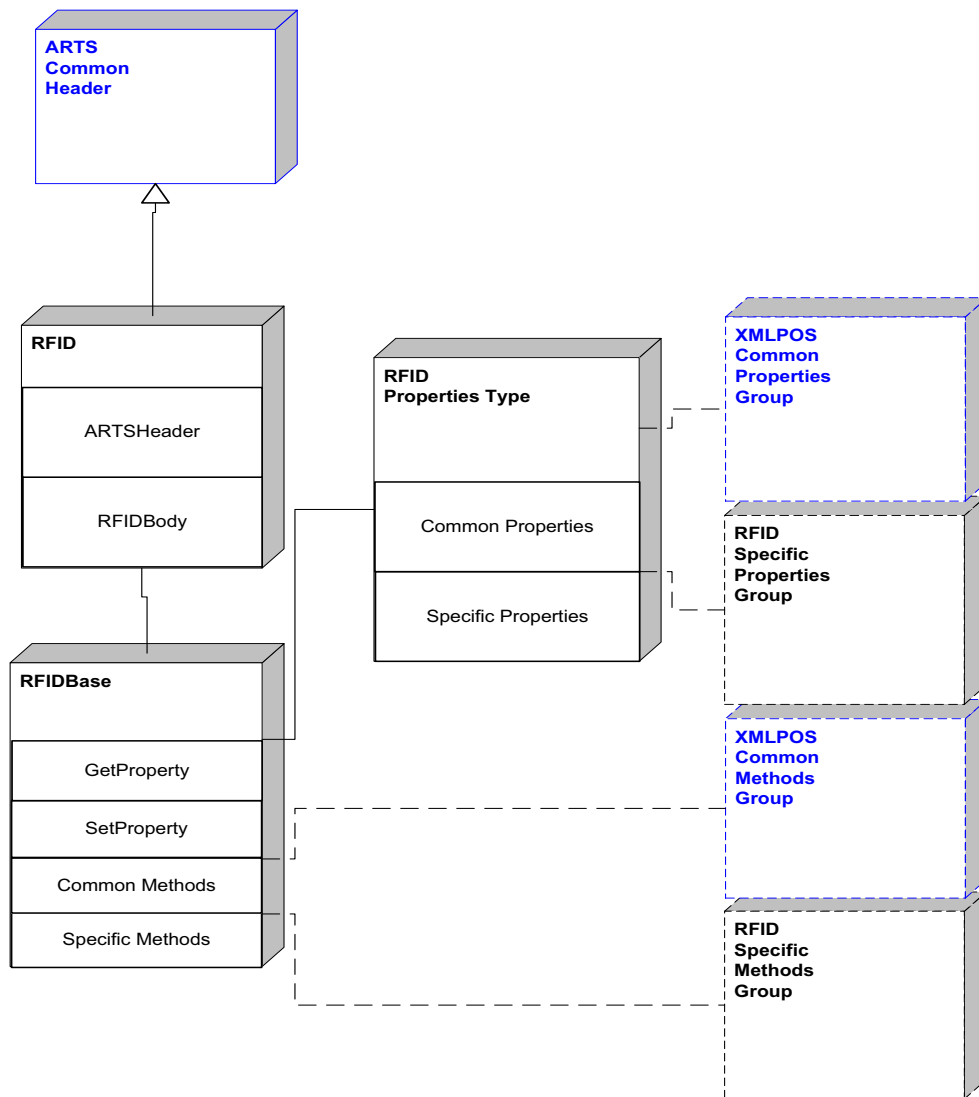 ARTS
Common
Header
RFID
ARTSHeader
RFIDBody
RFIDBase
GetProperty
SetProperty
Common Methods
Specific Methods
RFID
Properties Type
Common Properties
Specific Properties
XMLPOS
Common
Properties
Group
RFID
Specific
Properties
Group
XMLPOS
Common
Methods
Group
RFID
Specific
Methods
Group